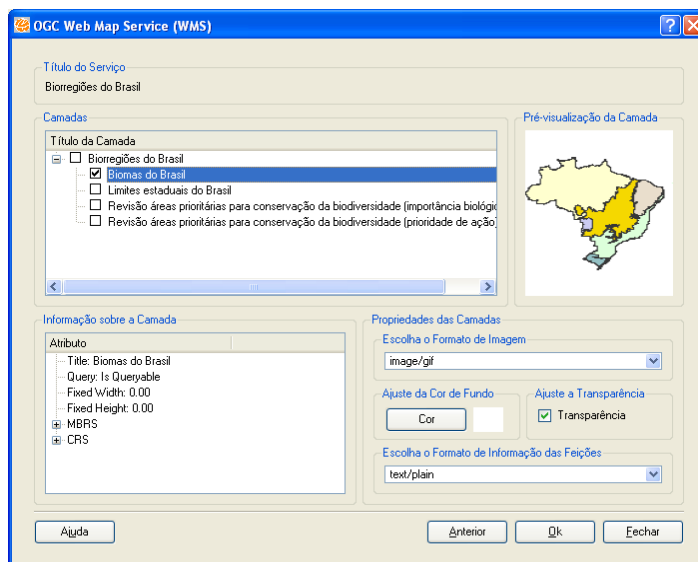 OGC Web Map Service (WMS)
Título do Serviço
Biorregiões do Brasil
Camadas
Título da Camada
Biorregiões do Brasil
Biomas do Brasil
Limites estaduais do Brasil
Revisão áreas prioritárias para conservação da biodiversidade (importância biológic
Revisão áreas prioritárias para conservação da biodiversidade (prioridade de ação)
Pré-visualização da Camada
Informação sobre a Camada
Atributo
Title: Biomas do Brasil
Query: Is Queryable
Fixed Width: 0.00
Fixed Height: 0.00
MBRS
CRS
Propriedades das Camadas
Escolha o Formato de Imagem
image/gif
Ajuste da Cor de Fundo
Cor
Ajuste a Transparência
Transparência
Escolha o Formato de Informação das Feições
text/plain
Ajuda
Anterior
Ok
Fechar